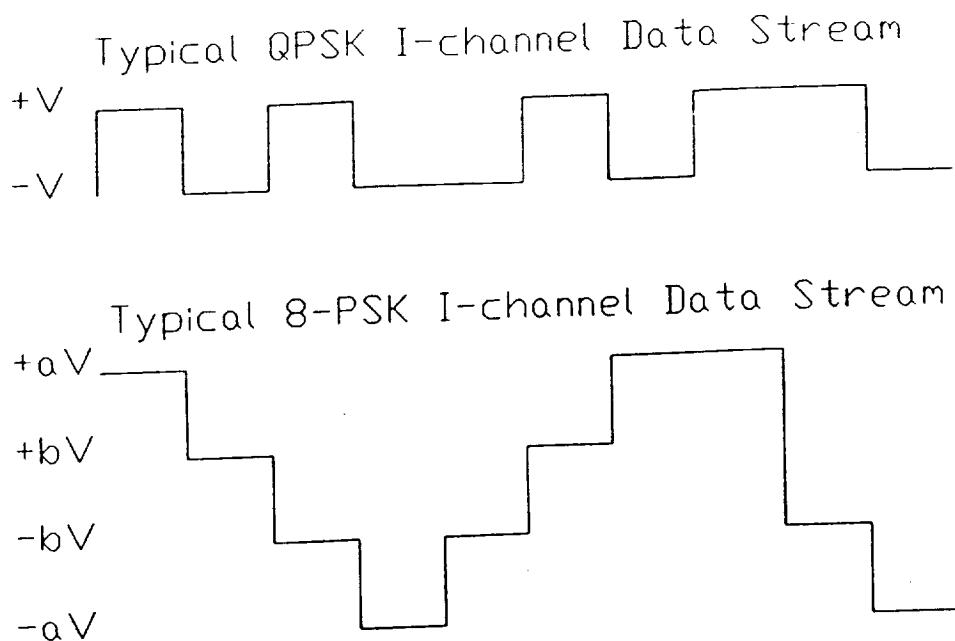 Typical QPSK I-channel Data Stream
+V
-V
Typical 8-PSK I-channel Data Stream
+aV
+bV
-bV
-aV